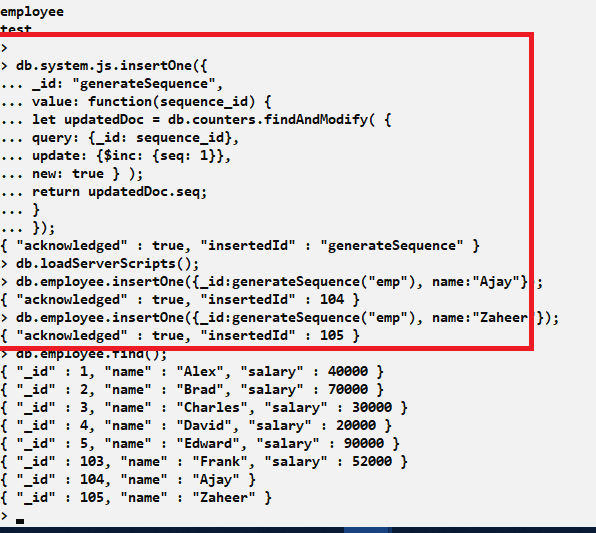 employee
test
>
> db.system.js.insertOne({
... _id: "generateSequence",
... value: function(sequence_id) {
... let updatedDoc = db.counters.findAndModify( {
... query: {_id: sequence_id},
... update: {$inc: {seq: 1}},
... new: true } );
... return updatedDoc.seq;
... }
... });
{ "acknowledged" : true, "insertedId" : "generateSequence" }
> db.loadServerScripts();
> db.employee.insertOne({_id:generateSequence("emp"), name:"Ajay"});
{ "acknowledged" : true, "insertedId" : 104 }
> db.employee.insertOne({_id:generateSequence("emp"), name:"Zaheer"});
{ "acknowledged" : true, "insertedId" : 105 }
> db.employee.find();
{ "_id" : 1, "name" : "Alex", "salary" : 40000 }
{ "_id" : 2, "name" : "Brad", "salary" : 70000 }
{ "_id" : 3, "name" : "Charles", "salary" : 30000 }
{ "_id" : 4, "name" : "David", "salary" : 20000 }
{ "_id" : 5, "name" : "Edward", "salary" : 90000 }
{ "_id" : 103, "name" : "Frank", "salary" : 52000 }
{ "_id" : 104, "name" : "Ajay" }
{ "_id" : 105, "name" : "Zaheer" }
>